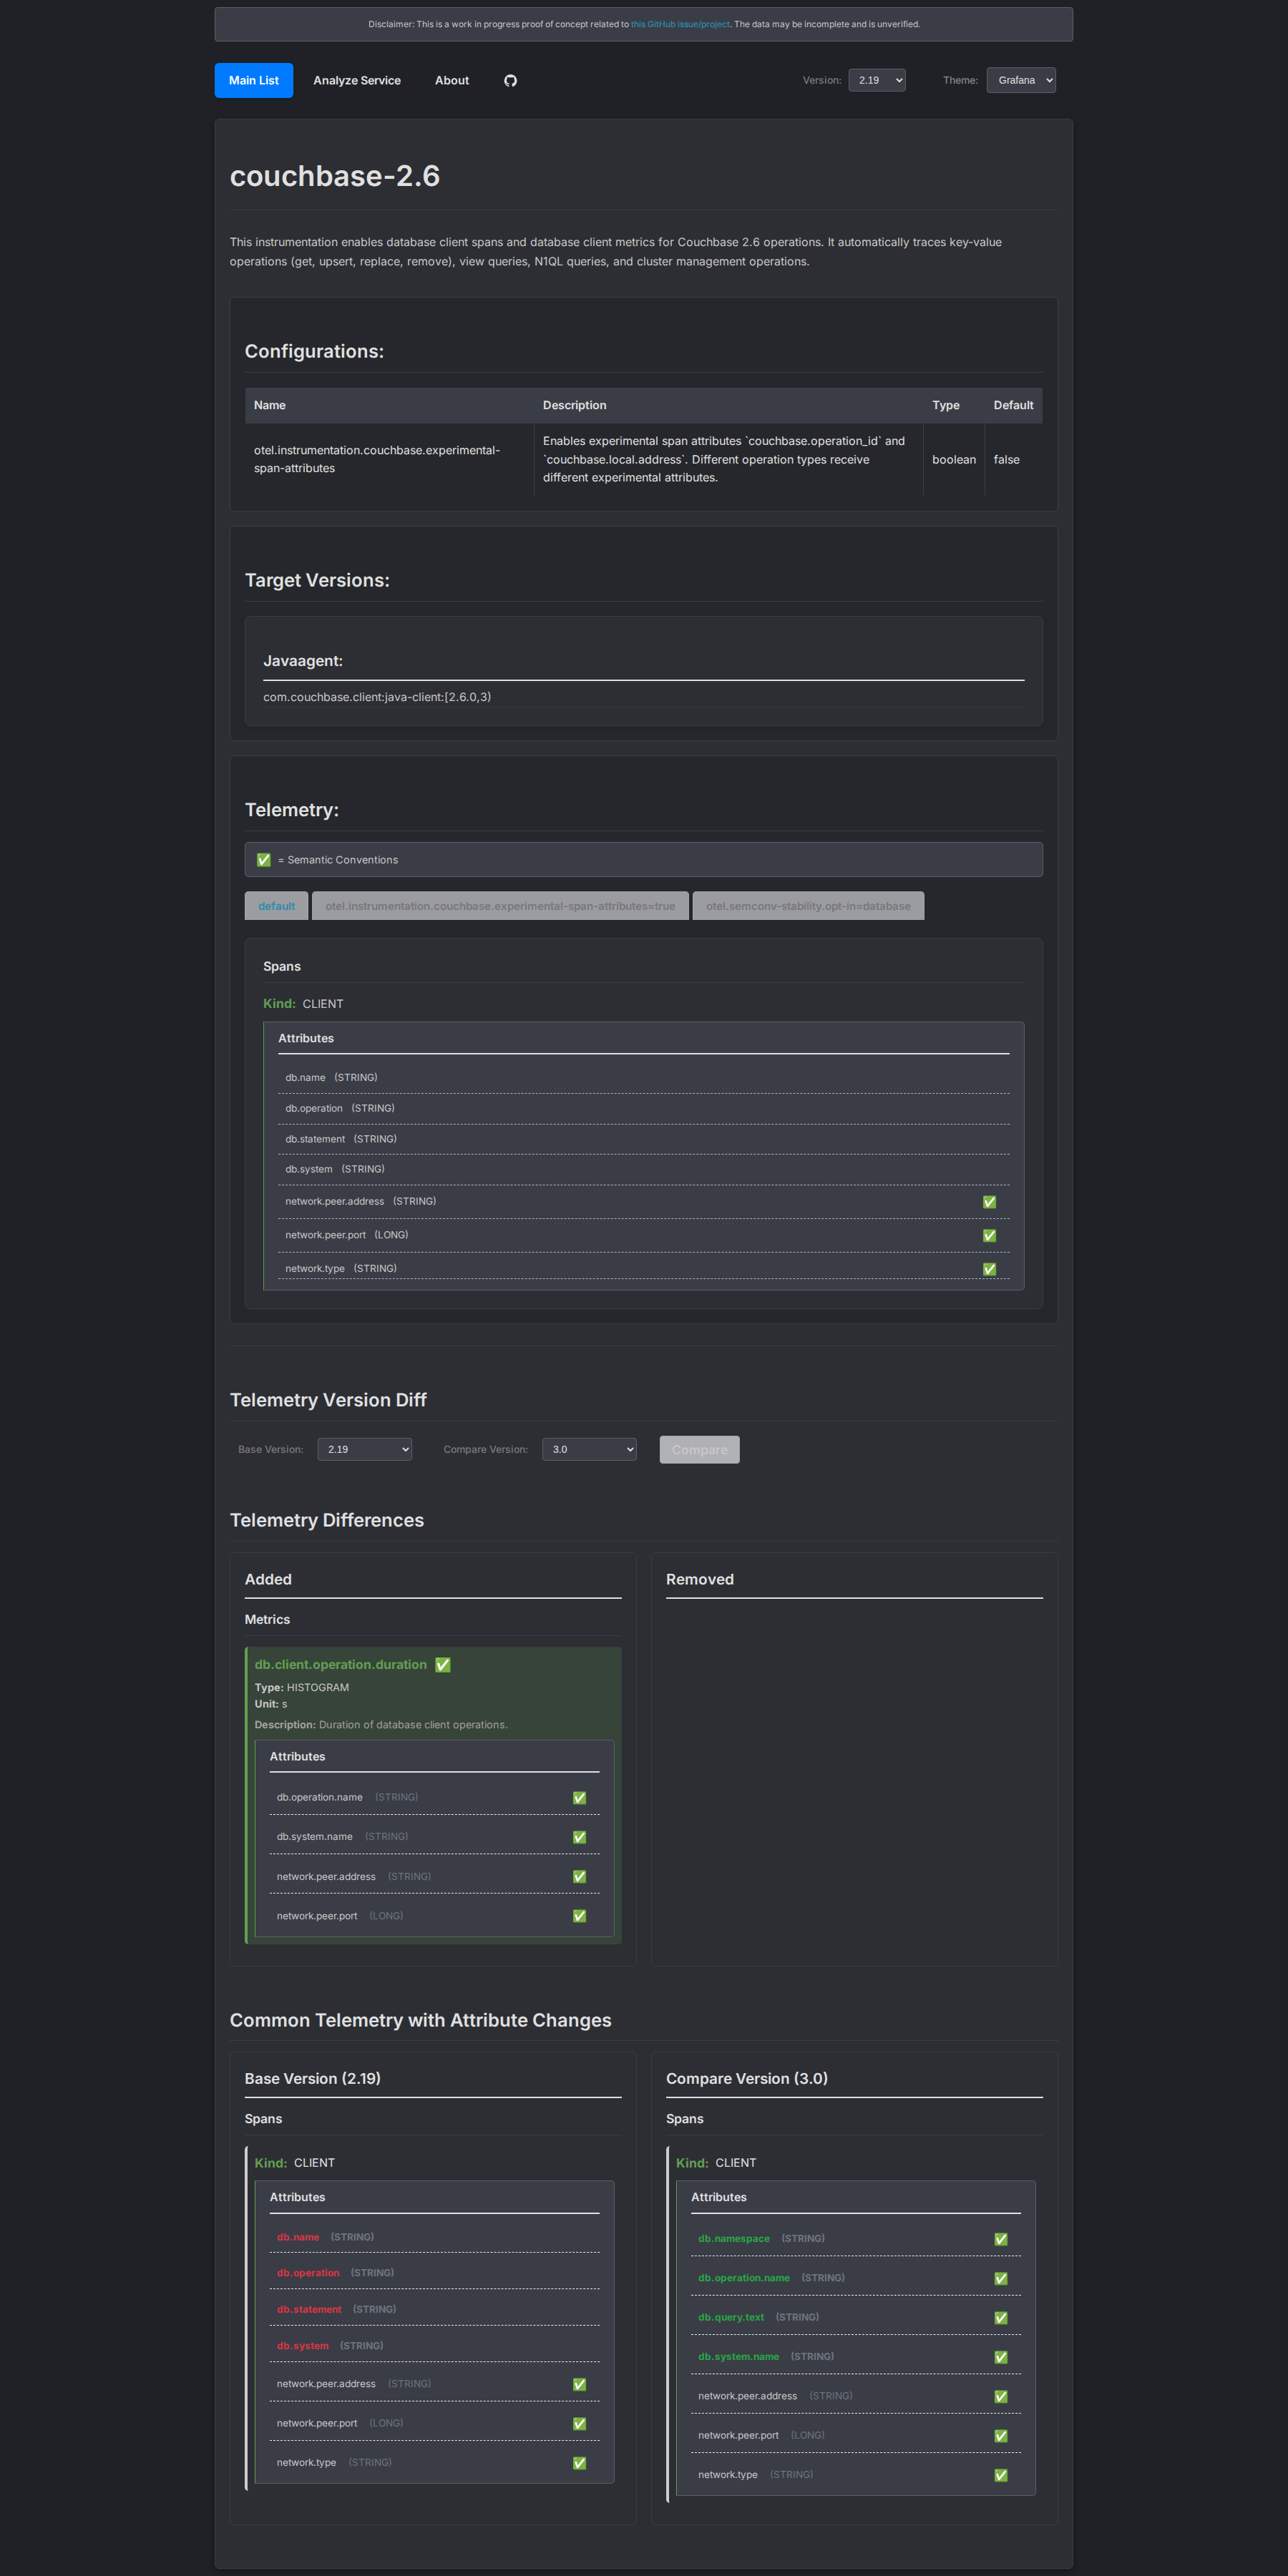 Disclaimer: This is a work in progress proof of concept related to this GitHub issue/project. The data may be incomplete and is unverified.
Main List
Analyze Service
About
Version:
2.19
Theme:
Grafana
couchbase-2.6
This instrumentation enables database client spans and database client metrics for Couchbase 2.6 operations. It automatically traces key-value
operations (get, upsert, replace, remove), view queries, N1QL queries, and cluster management operations.
Configurations:
Name Description Type Default
otel.instrumentation.couchbase.experimental-
span-attributes
Enables experimental span attributes `couchbase.operation_id` and
`couchbase.local.address`. Different operation types receive
different experimental attributes.
boolean
false
Target Versions:
Javaagent:
com.couchbase.client:java-client:[2.6.0,3)
Telemetry:
✅ = Semantic Conventions
default
otel.instrumentation.couchbase.experimental-span-attributes=true
otel.semconv-stability.opt-in=database
Spans
Kind: CLIENT
Attributes
db.name (STRING)
db.operation (STRING)
db.statement (STRING)
db.system (STRING)
network.peer.address (STRING) ✅
network.peer.port (LONG) ✅
network.type (STRING) ✅
Telemetry Version Diff
Base Version: 2.19 Compare Version: 3.0 Compare
Telemetry Differences
Added
Metrics
db.client.operation.duration ✅
Type: HISTOGRAM
Unit: s
Description: Duration of database client operations.
Attributes
db.operation.name (STRING) ✅
db.system.name (STRING) ✅
network.peer.address (STRING) ✅
network.peer.port (LONG) ✅
Removed
Common Telemetry with Attribute Changes
Base Version (2.19)
Spans
Kind: CLIENT
Attributes
db.name (STRING)
db.operation (STRING)
db.statement (STRING)
db.system (STRING)
network.peer.address (STRING) ✅
network.peer.port (LONG) ✅
network.type (STRING) ✅
Compare Version (3.0)
Spans
Kind: CLIENT
Attributes
db.namespace (STRING) ✅
db.operation.name (STRING) ✅
db.query.text (STRING) ✅
db.system.name (STRING) ✅
network.peer.address (STRING) ✅
network.peer.port (LONG) ✅
network.type (STRING) ✅